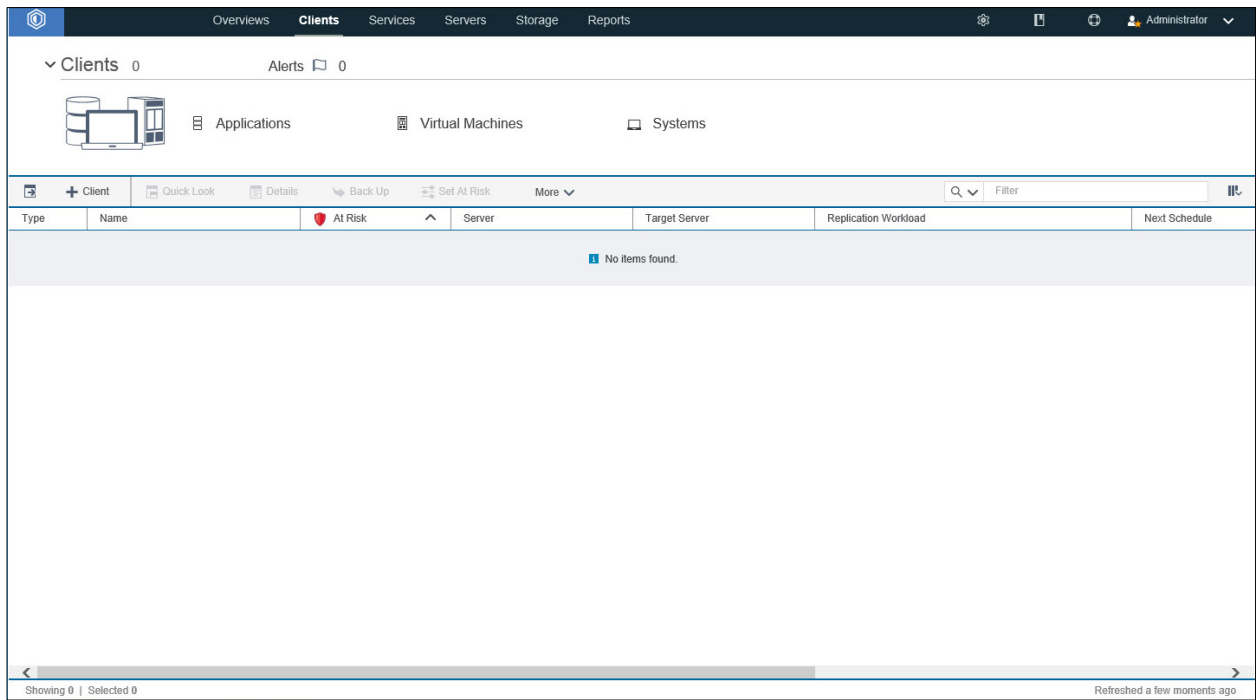 Overviews Clients Services Servers Storage Reports Administrator
Clients 0 Alerts 0
Applications Virtual Machines Systems
Client Quick Look Details Back Up Set At Risk More Filter
Type Name At Risk Server Target Server Replication Workload Next Schedule
No items found.
Showing 0 | Selected 0 Refreshed a few moments ago